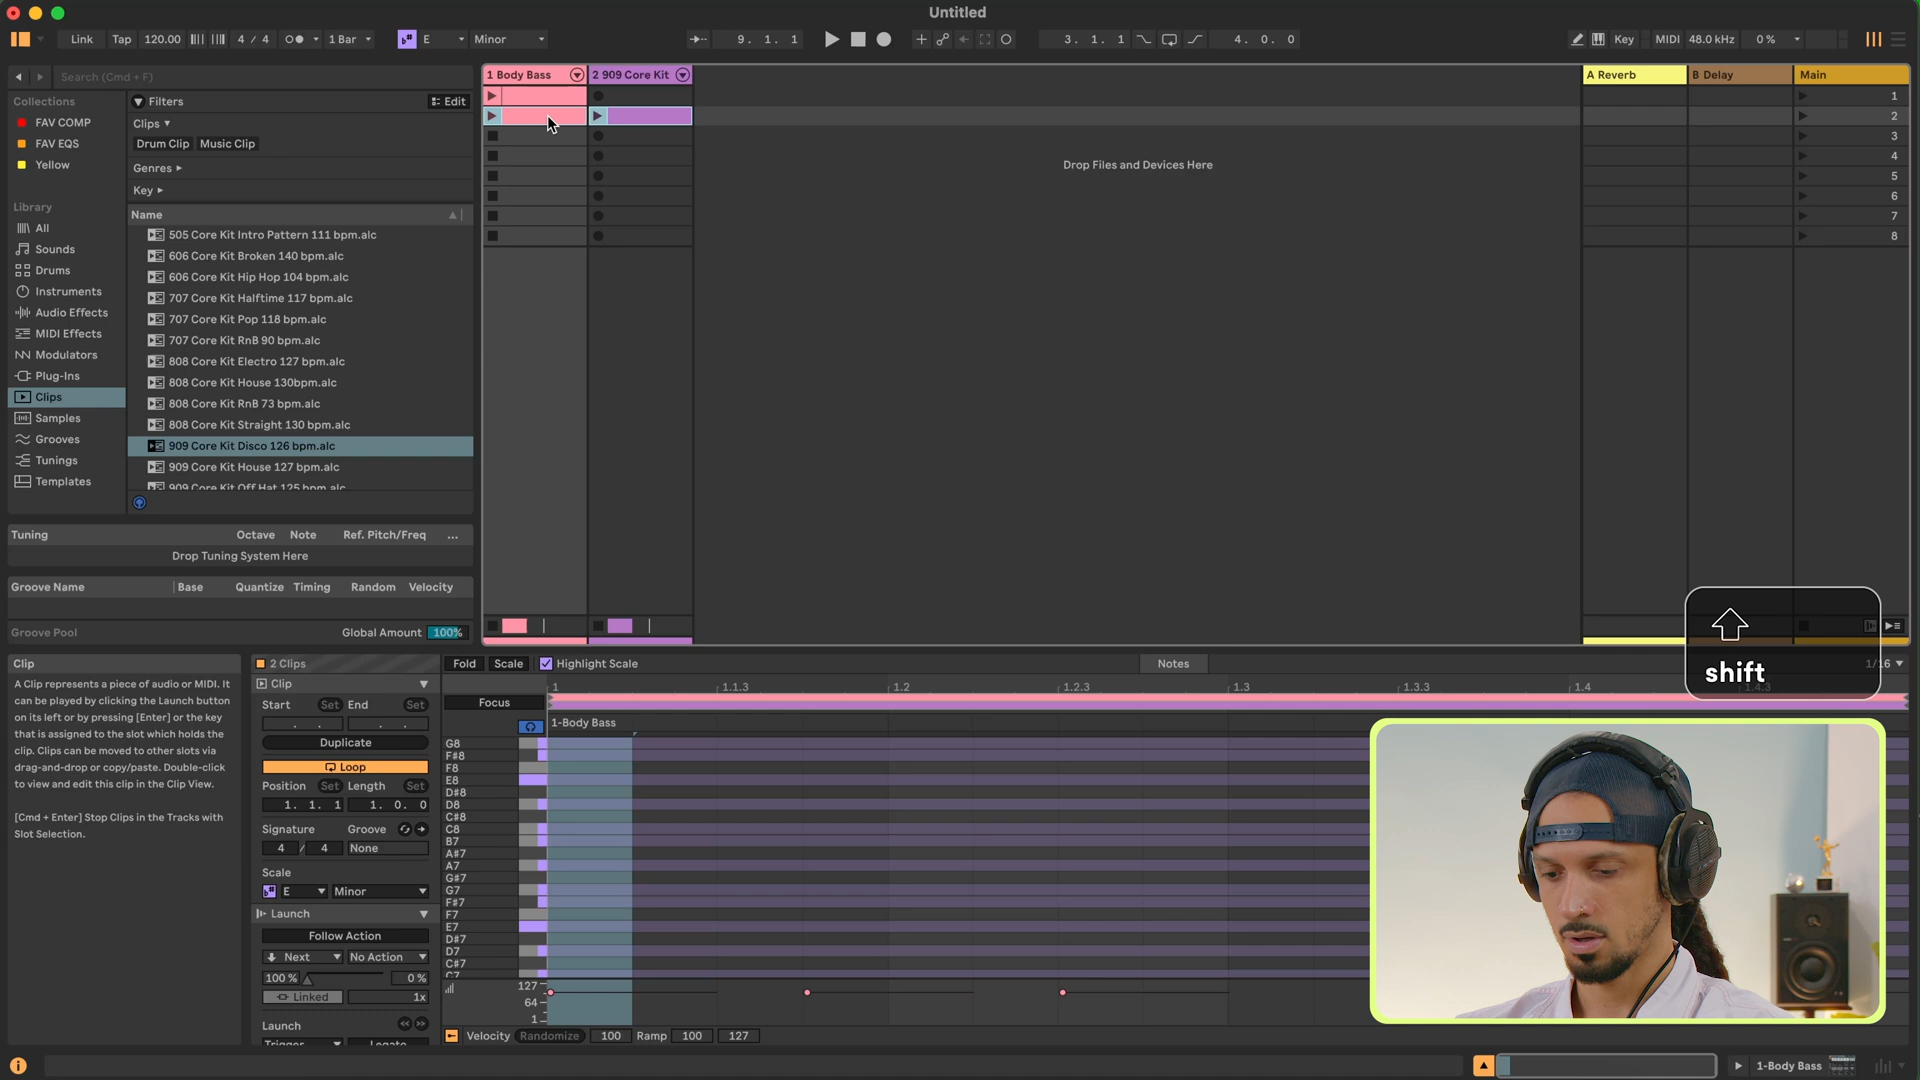 Untitled
Link Tap 120.00 4 / 4 1 Bar E Minor 9. 1. 1 3. 1. 1 4. 0. 0 Key MIDI 48.0 kHz 0 %
Search (Cmd + F)
Collections
FAV COMP
FAV EQS
Yellow
Library
All
Sounds
Drums
Instruments
Audio Effects
MIDI Effects
Modulators
Plug-Ins
Clips
Samples
Grooves
Tunings
Templates
Filters Edit
Clips
Drum Clip Music Clip
Genres
Key
Name
505 Core Kit Intro Pattern 111 bpm.alc
606 Core Kit Broken 140 bpm.alc
606 Core Kit Hip Hop 104 bpm.alc
707 Core Kit Halftime 117 bpm.alc
707 Core Kit Pop 118 bpm.alc
707 Core Kit RnB 90 bpm.alc
808 Core Kit Electro 127 bpm.alc
808 Core Kit House 130bpm.alc
808 Core Kit RnB 73 bpm.alc
808 Core Kit Straight 130 bpm.alc
909 Core Kit Disco 126 bpm.alc
909 Core Kit House 127 bpm.alc
909 Core Kit Off Hat 125 bpm.alc
Tuning Octave Note Ref. Pitch/Freq ...
Drop Tuning System Here
Groove Name Base Quantize Timing Random Velocity
Groove Pool Global Amount 100%
1 Body Bass 2 909 Core Kit
Drop Files and Devices Here
A Reverb B Delay Main
1
2
3
4
5
6
7
8
shift
Clip
A Clip represents a piece of audio or MIDI. It
can be played by clicking the Launch button
on its left or by pressing [Enter] or the key
that is assigned to the slot which holds the
clip. Clips can be moved to other slots via
drag-and-drop or copy/paste. Double-click
to view and edit this clip in the Clip View.
[Cmd + Enter] Stop Clips in the Tracks with
Slot Selection.
2 Clips
Clip
Start Set End Set
Duplicate
Loop
Position Set Length Set
1. 1. 1 1. 0. 0
Signature Groove
4 / 4 None
Scale
E Minor
Launch
Follow Action
Next No Action
100 % 0 %
Linked 1x
Launch
Trigger Legato
Fold Scale Highlight Scale Notes 1/16
1 1.1.3 1.2 1.2.3 1.3 1.3.3 1.4 1.4.3
Focus
1-Body Bass
G8
F#8
F8
E8
D#8
D8
C#8
C8
B7
A#7
A7
G#7
G7
F#7
F7
E7
D#7
D7
C#7
C7
127
64
1
Velocity Randomize 100 Ramp 100 127
1-Body Bass